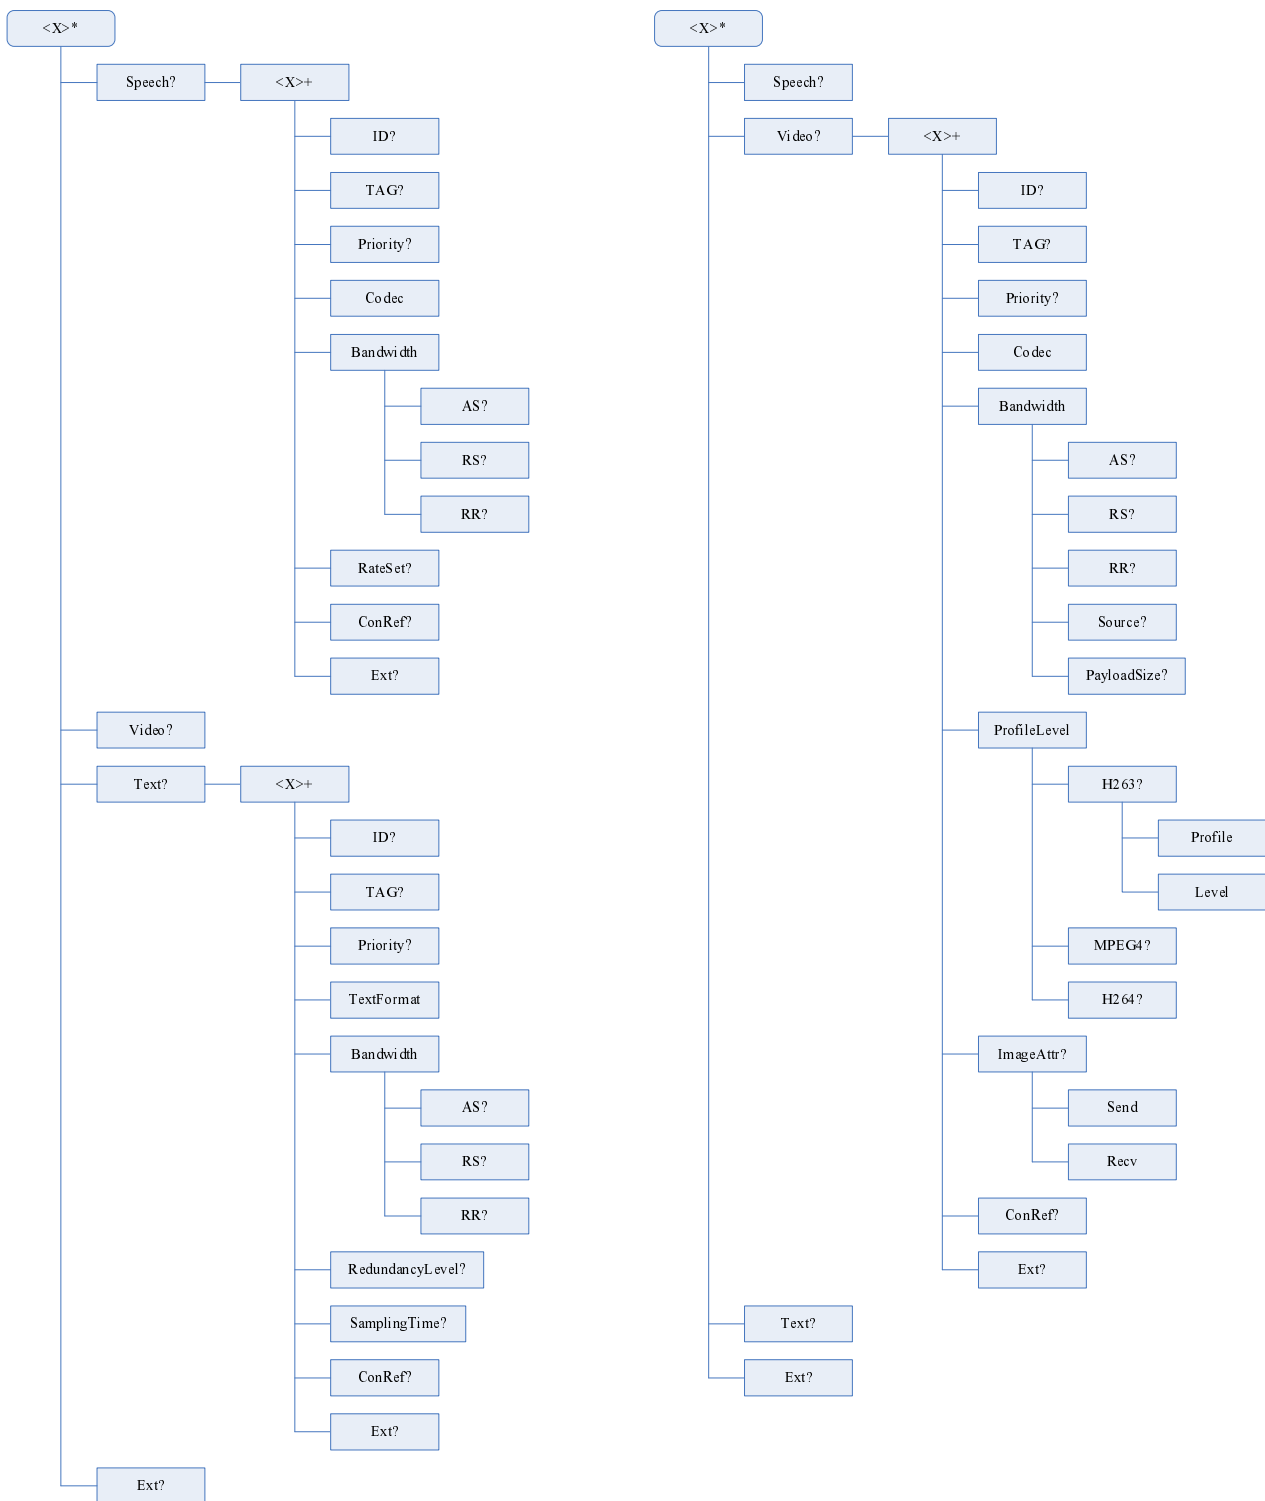 <X>*
Speech?
<X>+
ID?
TAG?
Priority?
Codec
Bandwidth
AS?
RS?
RR?
RateSet?
ConRef?
Ext?
Video?
Text?
<X>+
ID?
TAG?
Priority?
TextFormat
Bandwidth
AS?
RS?
RR?
RedundancyLevel?
SamplingTime?
ConRef?
Ext?
Ext?
<X>*
Speech?
Video?
<X>+
ID?
TAG?
Priority?
Codec
Bandwidth
AS?
RS?
RR?
Source?
PayloadSize?
ProfileLevel
H263?
Profile
Level
MPEG4?
H264?
ImageAttr?
Send
Recv
ConRef?
Ext?
Text?
Ext?